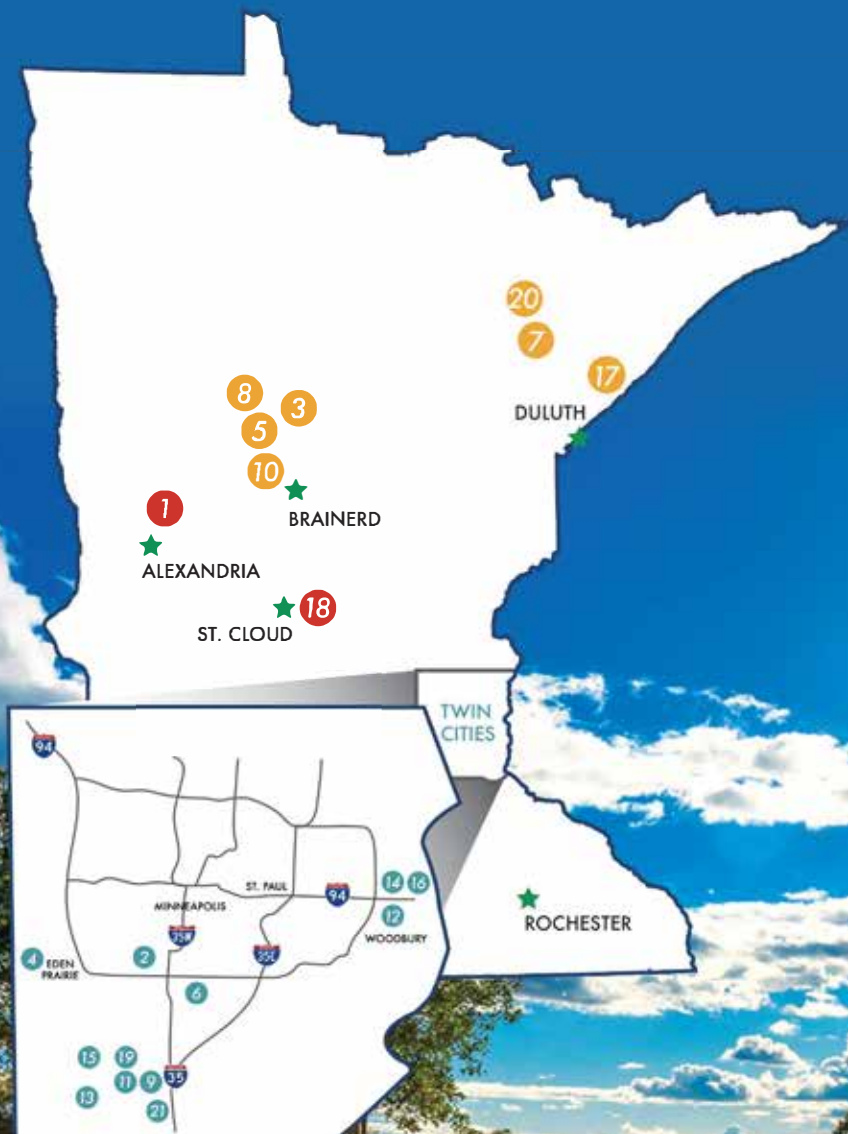 20
7
17
DULUTH
8
3
5
10
BRAINERD
1
ALEXANDRIA
18
ST. CLOUD
TWIN
CITIES
94
ST. PAUL
94
14
16
12
WOODBURY
MINNEAPOLIS
35W
35E
4
EDEN
PRAIRIE
2
6
15
19
11
9
35
13
21
ROCHESTER